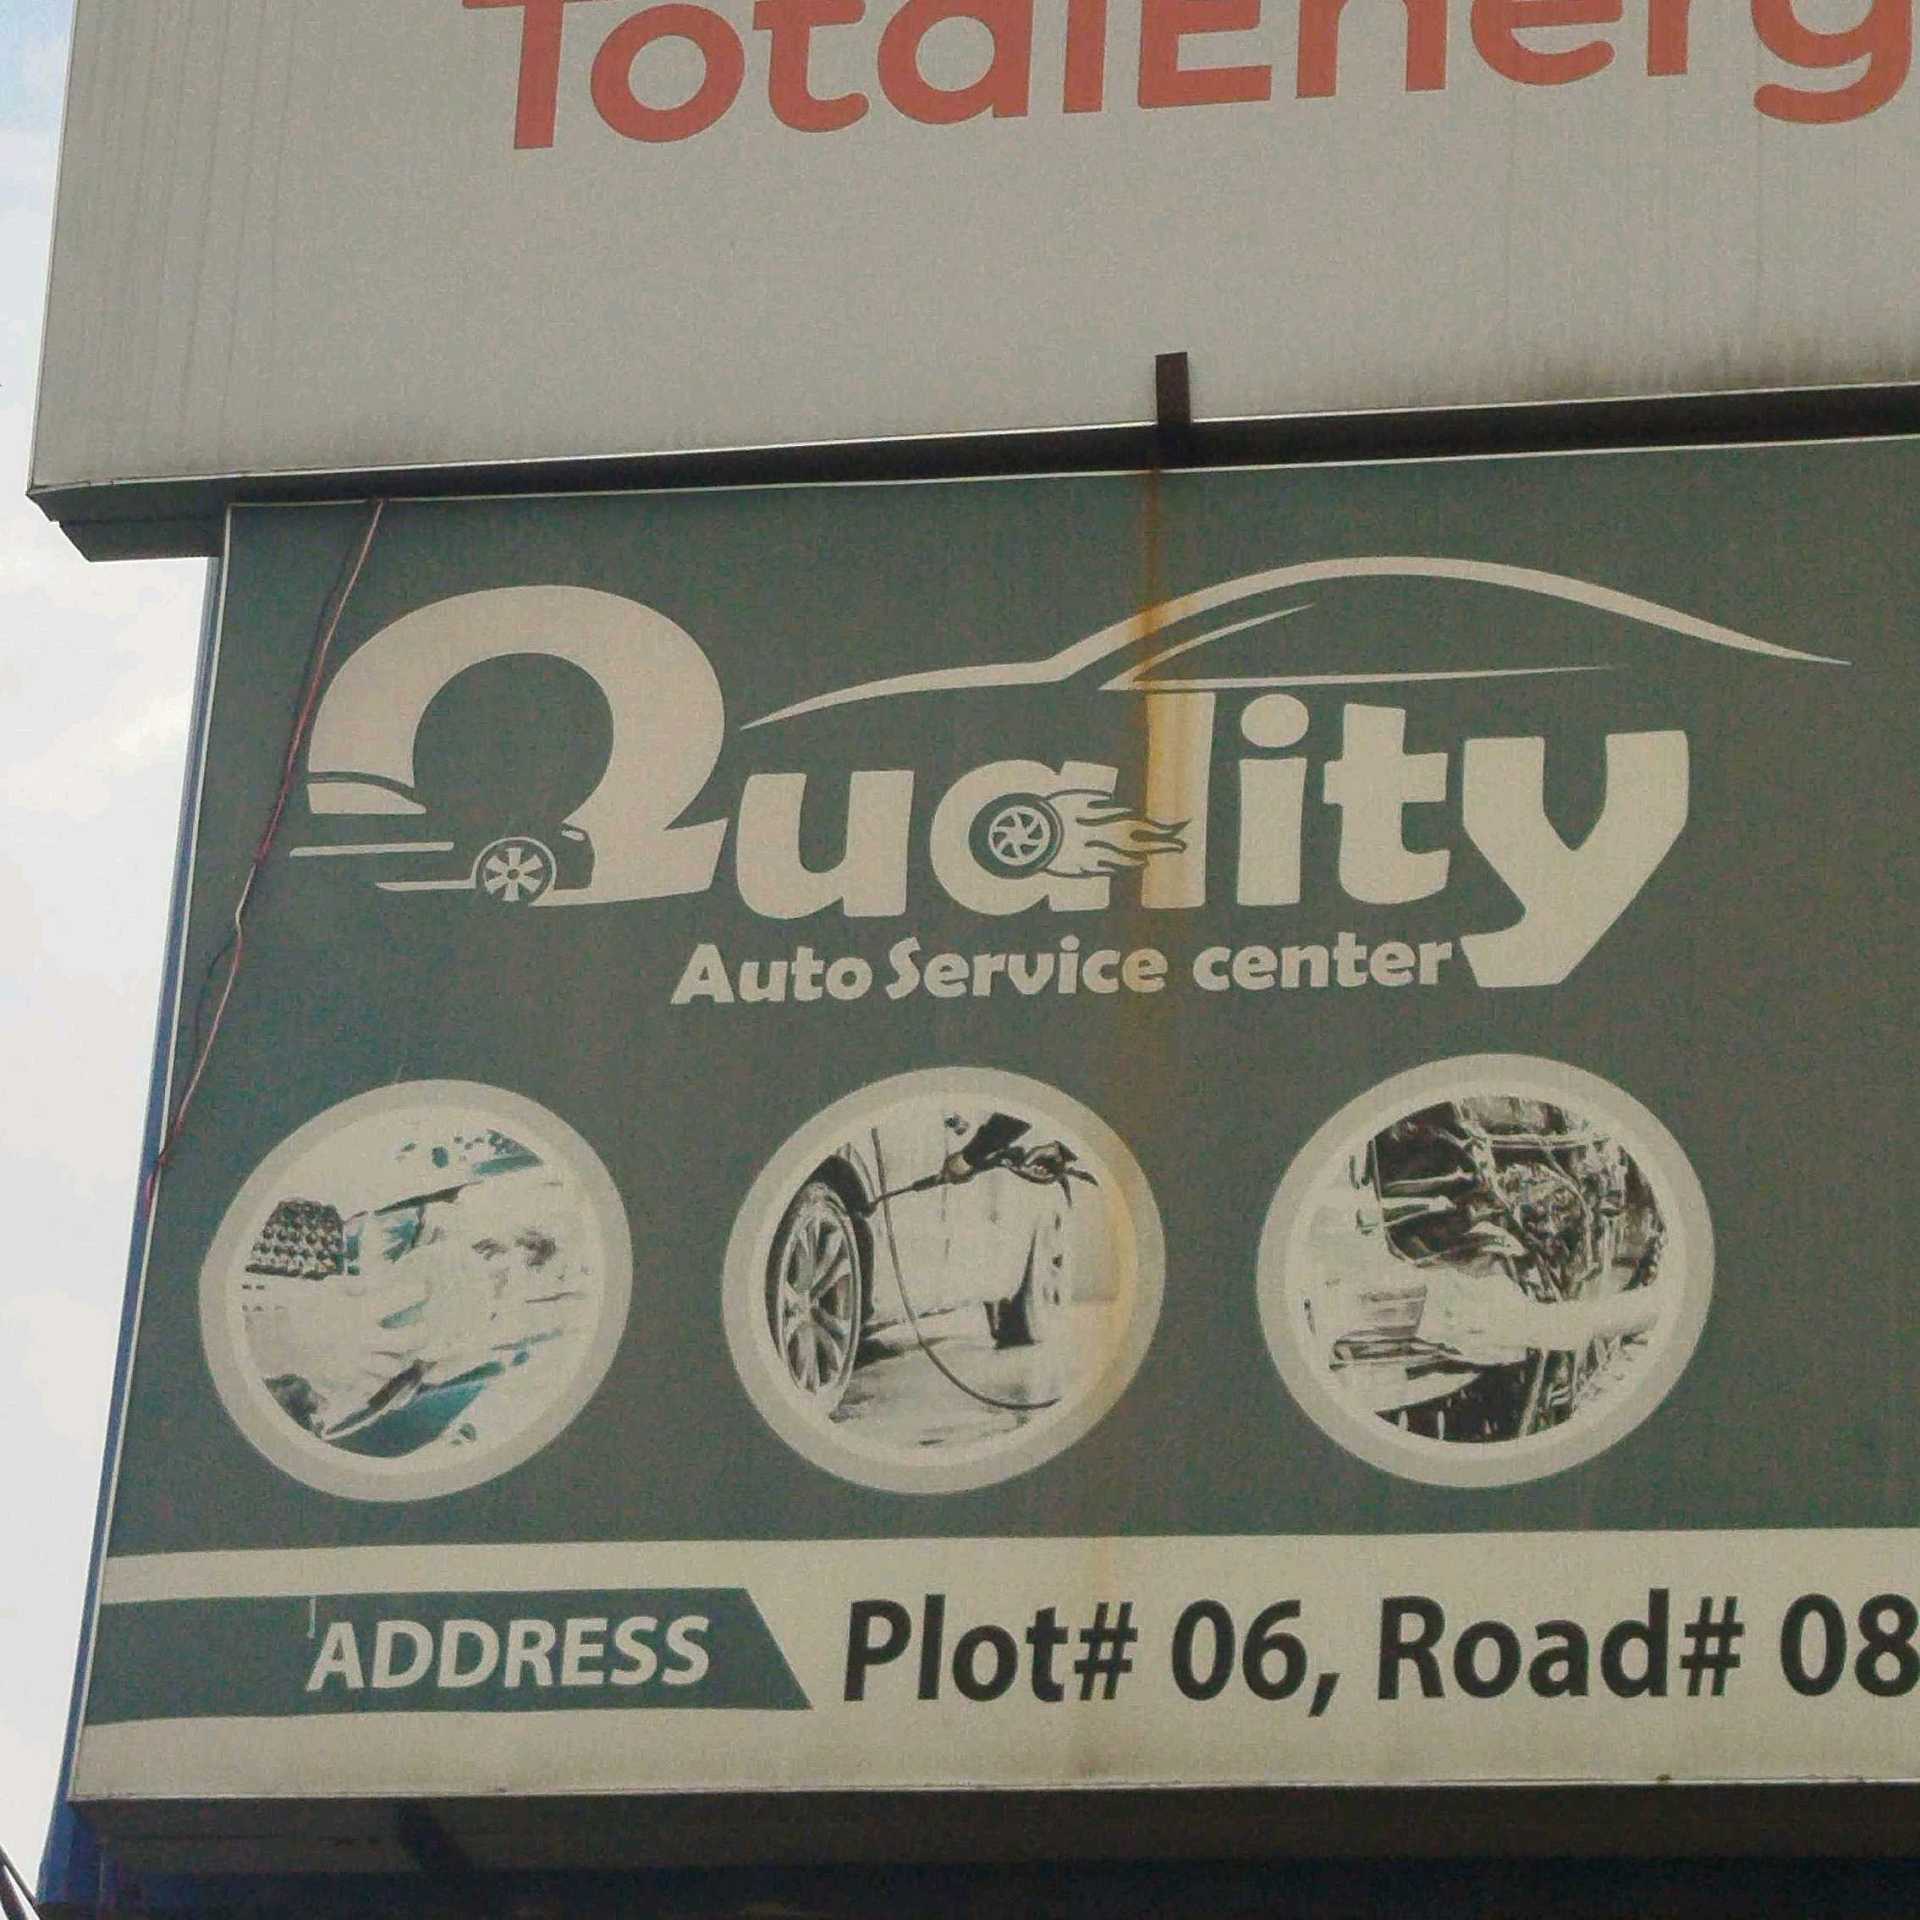 TotalEnerg
Quality
Auto Service center
ADDRESS
Plot# 06, Road# 08